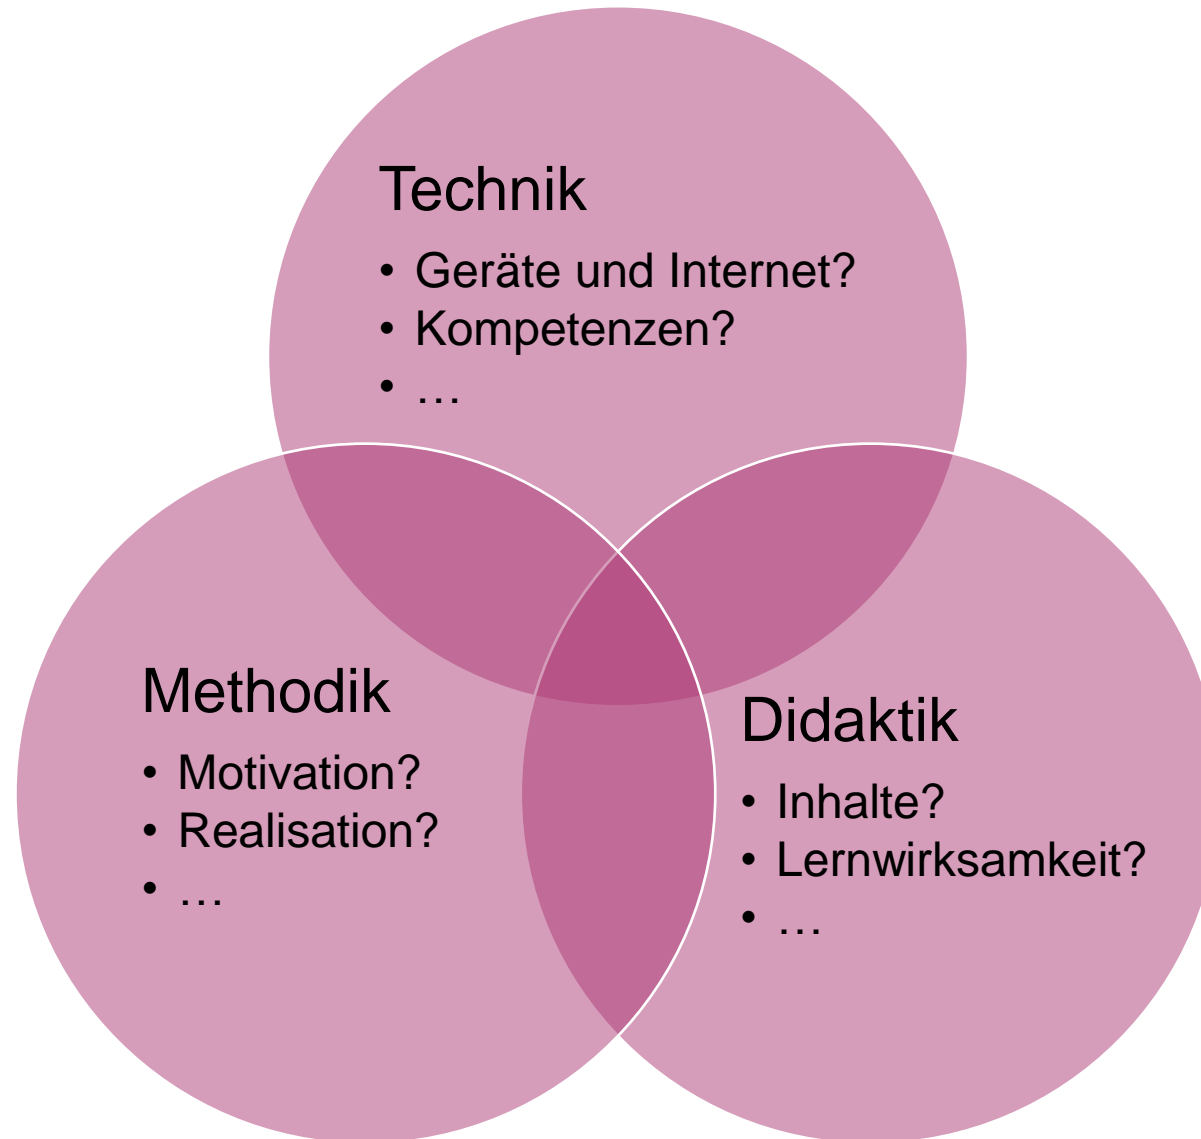 Technik
• Geräte und Internet?
• Kompetenzen?
• …
Methodik
• Motivation?
• Realisation?
• …
Didaktik
• Inhalte?
• Lernwirksamkeit?
• …